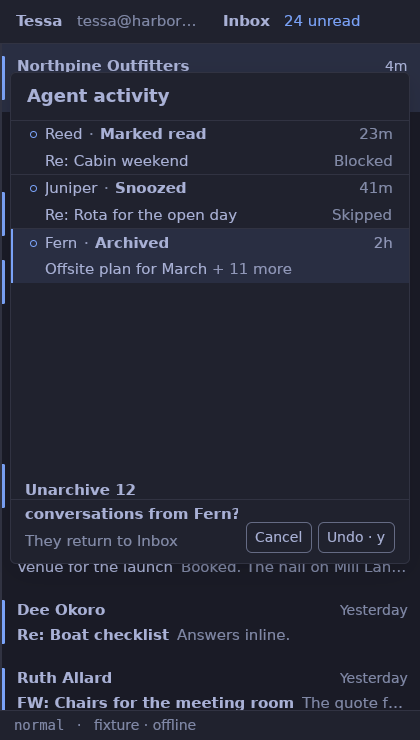 Tessa tessa@harbor… Inbox 24 unread
Northpine Outfitters 4m
Agent activity
Reed · Marked read 23m
Re: Cabin weekend Blocked
Juniper · Snoozed 41m
Re: Rota for the open day Skipped
Fern · Archived 2h
Offsite plan for March + 11 more
Unarchive 12
conversations from Fern?
They return to Inbox
Cancel Undo · y
Venue for the launch Booked. The hall on Mill Lan…
Dee Okoro Yesterday
Re: Boat checklist Answers inline.
Ruth Allard Yesterday
FW: Chairs for the meeting room The quote f…
normal · fixture · offline